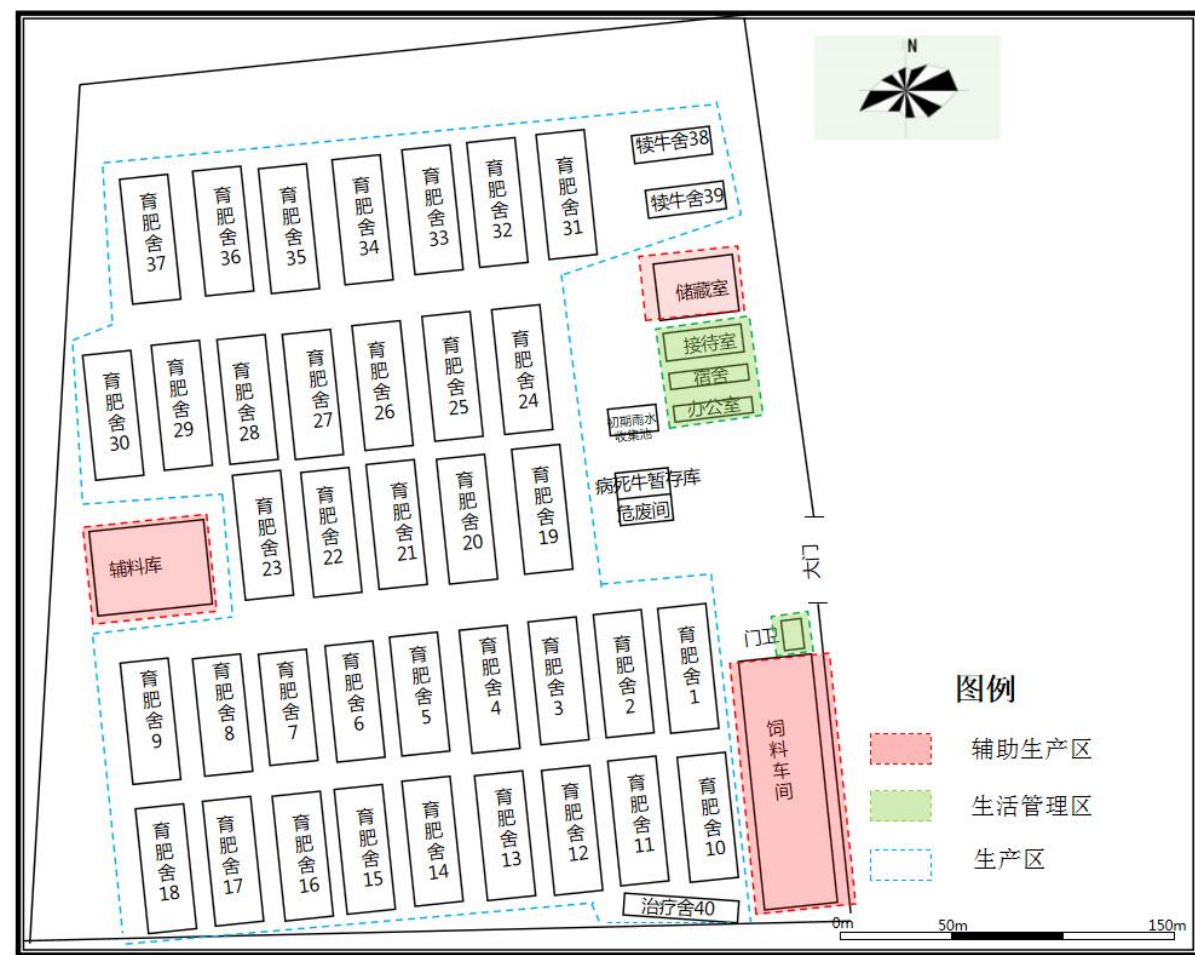 N
犊牛舍38
犊牛舍39
育肥舍37
育肥舍36
育肥舍35
育肥舍34
育肥舍33
育肥舍32
育肥舍31
储藏室
接待室
宿舍
办公室
初期雨水
收集池
病死牛暂存库
危废间
育肥舍30
育肥舍29
育肥舍28
育肥舍27
育肥舍26
育肥舍25
育肥舍24
辅料库
育肥舍23
育肥舍22
育肥舍21
育肥舍20
育肥舍19
大门
门卫
育肥舍9
育肥舍8
育肥舍7
育肥舍6
育肥舍5
育肥舍4
育肥舍3
育肥舍2
育肥舍1
饲料车间
育肥舍18
育肥舍17
育肥舍16
育肥舍15
育肥舍14
育肥舍13
育肥舍12
育肥舍11
育肥舍10
治疗舍40
图例
辅助生产区
生活管理区
生产区
0m
50m
150m